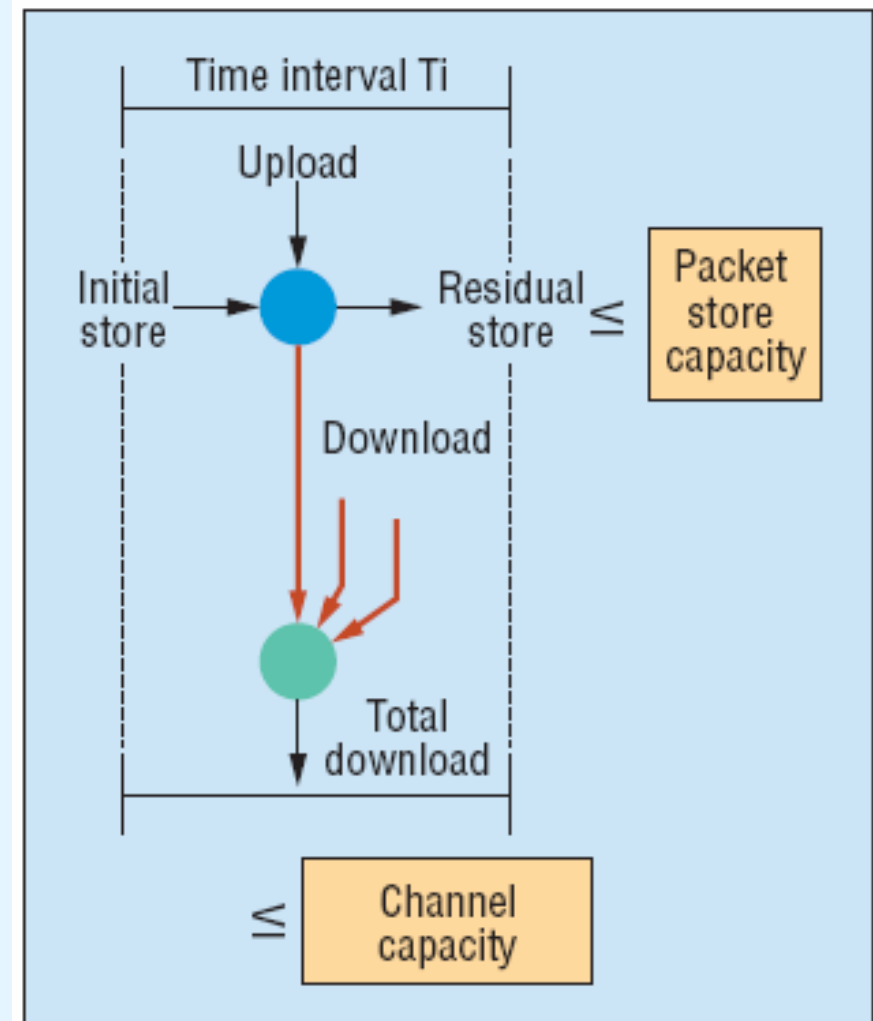 Time interval Ti
Upload
Initial
store
Residual
store
≤
Packet
store
capacity
Download
Total
download
≤
Channel
capacity